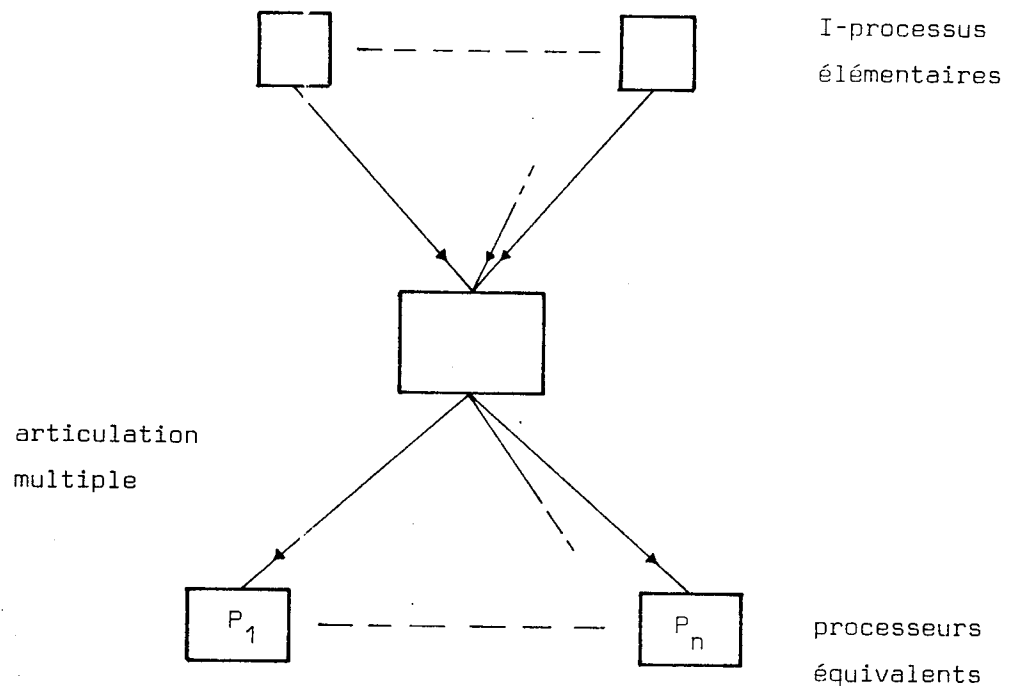 I-processus
élémentaires
articulation
multiple
P1
Pn
processeurs
équivalents